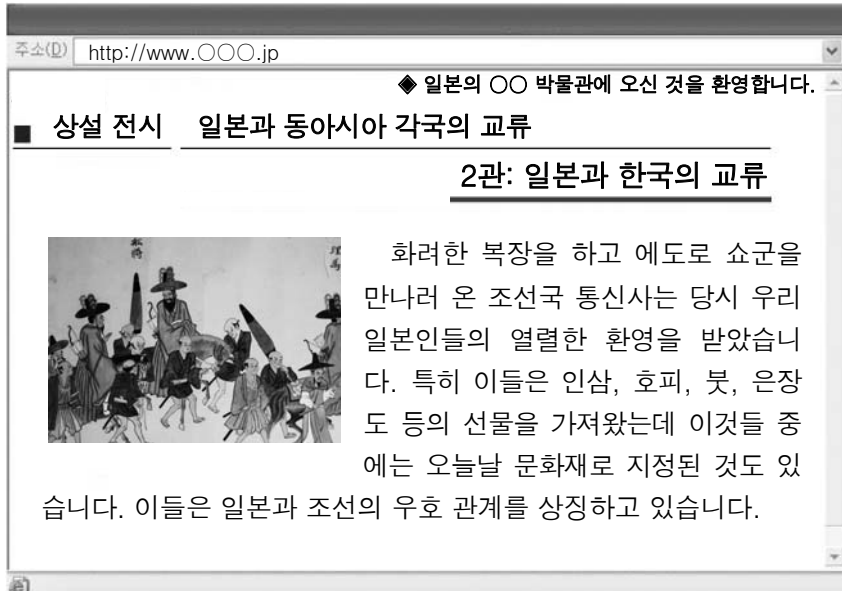 주소(D) http://www.○○○.jp
◈ 일본의 ○○ 박물관에 오신 것을 환영합니다.
■ 상설 전시 일본과 동아시아 각국의 교류
2관: 일본과 한국의 교류
화려한 복장을 하고 에도로 쇼군을
만나러 온 조선국 통신사는 당시 우리
일본인들의 열렬한 환영을 받았습니
다. 특히 이들은 인삼, 호피, 붓, 은장
도 등의 선물을 가져왔는데 이것들 중
에는 오늘날 문화재로 지정된 것도 있
습니다. 이들은 일본과 조선의 우호 관계를 상징하고 있습니다.